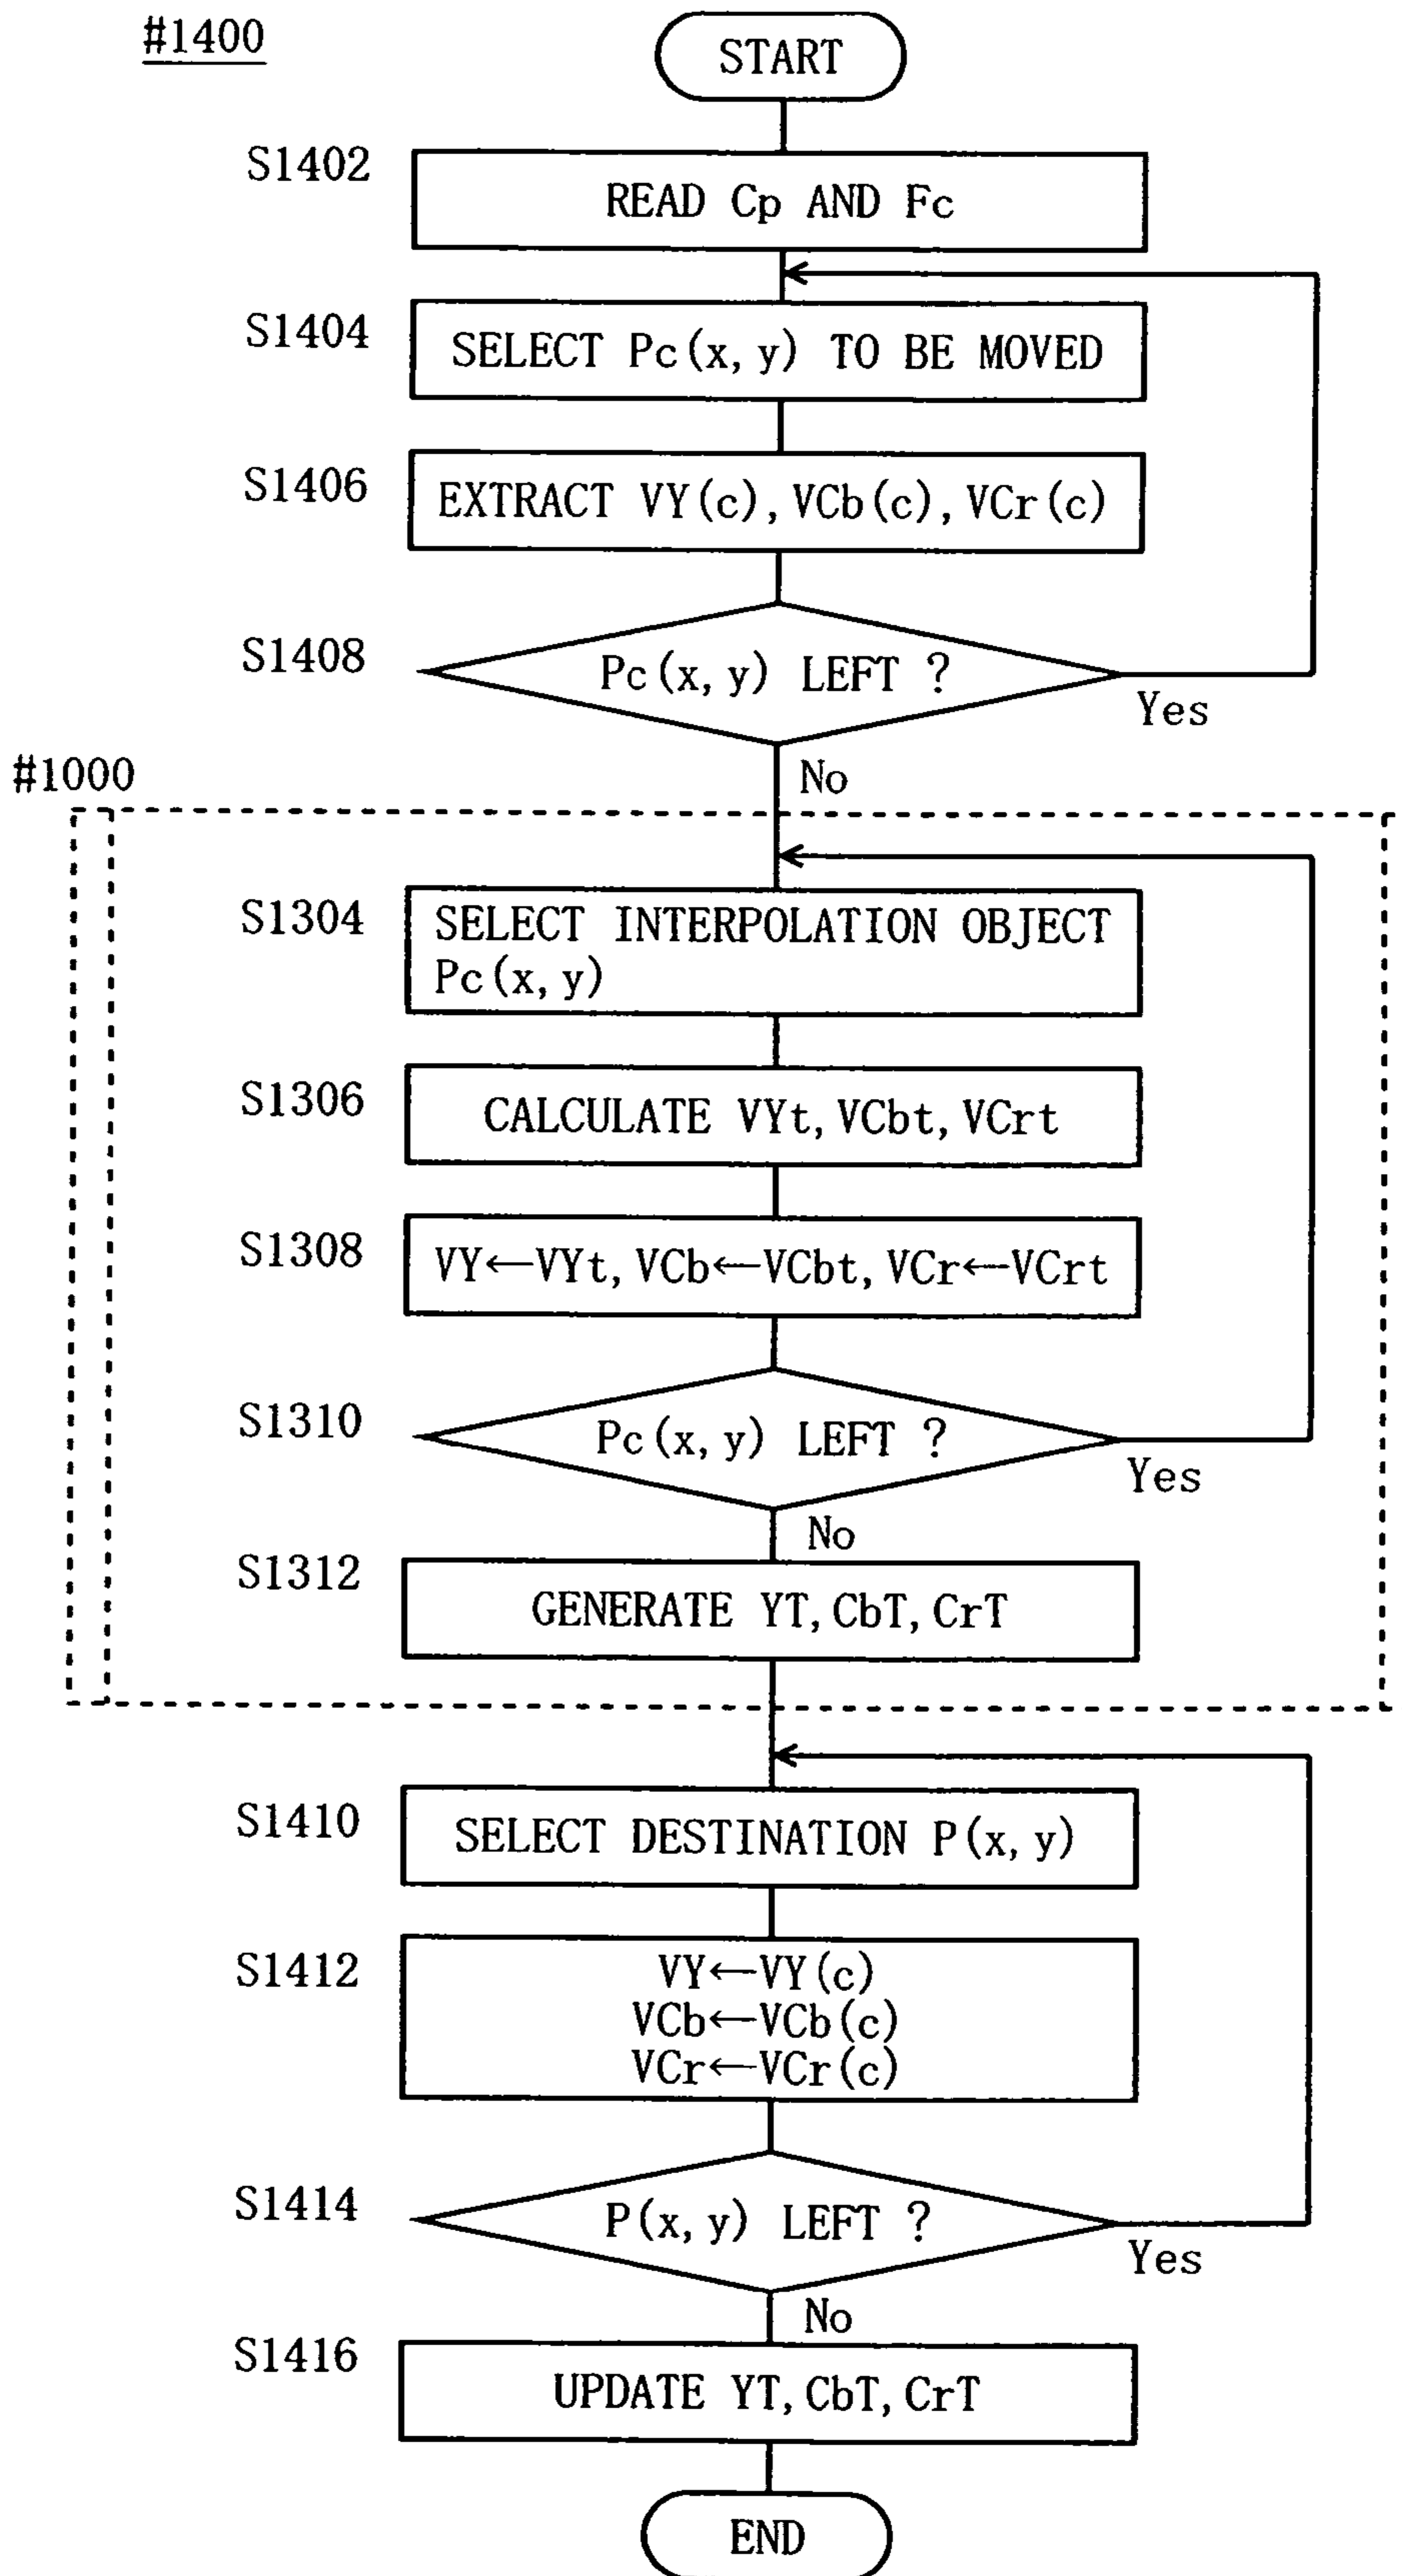 #1400
START
S1402
READ Cp AND Fc
S1404
SELECT Pc(x, y) TO BE MOVED
S1406
EXTRACT VY(c), VCb(c), VCr(c)
S1408
Pc(x, y) LEFT ?
Yes
No
#1000
S1304
SELECT INTERPOLATION OBJECT
Pc(x, y)
S1306
CALCULATE VYt, VCbt, VCrt
S1308
VY←VYt, VCb←VCbt, VCr←VCrt
S1310
Pc(x, y) LEFT ?
Yes
No
S1312
GENERATE YT, CbT, CrT
S1410
SELECT DESTINATION P(x, y)
S1412
VY←VY(c)
VCb←VCb(c)
VCr←VCr(c)
S1414
P(x, y) LEFT ?
Yes
No
S1416
UPDATE YT, CbT, CrT
END